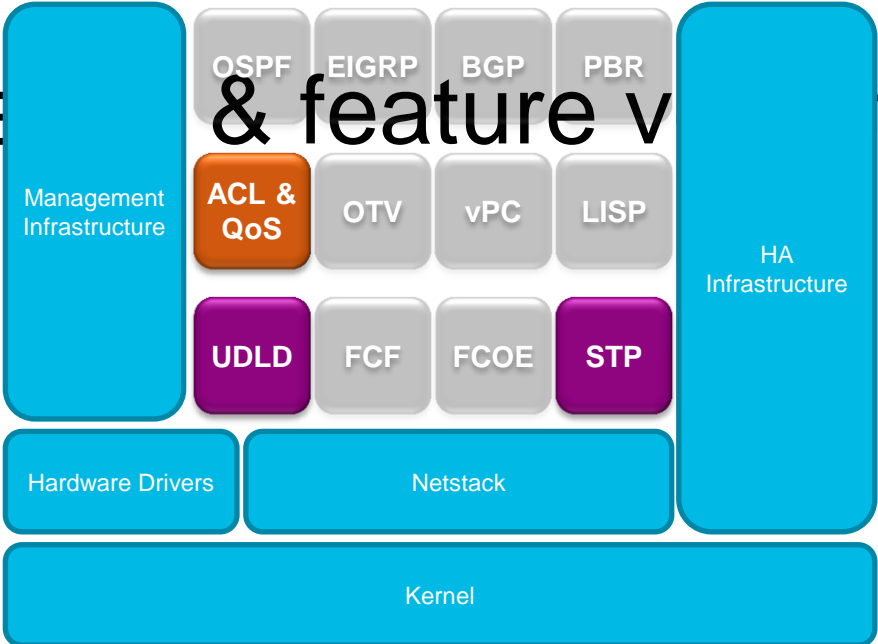 OSPF EIGRP BGP PBR
& feature v
Management
Infrastructure
ACL &
QoS
OTV vPC LISP
HA
Infrastructure
UDLD FCF FCOE STP
Hardware Drivers
Netstack
Kernel